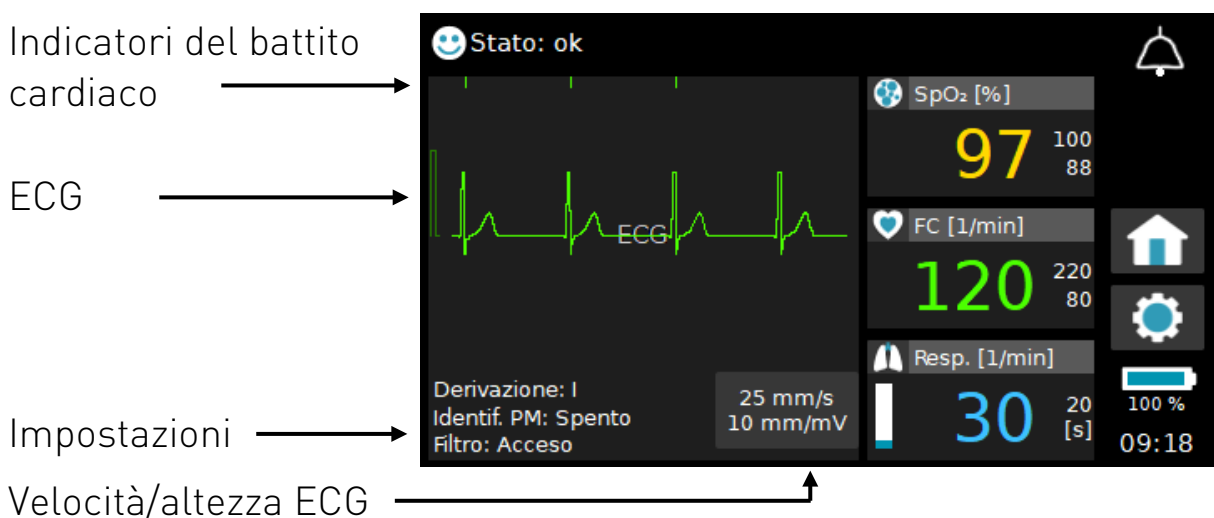 Indicatori del battito
cardiaco
ECG
Impostazioni
Velocità/altezza ECG
Stato: ok
ECG
Derivazione: I
Identif. PM: Spento
Filtro: Acceso
25 mm/s
10 mm/mV
SpO₂ [%]
97
100
88
FC [1/min]
120
220
80
Resp. [1/min]
30
20
[s]
100 %
09:18